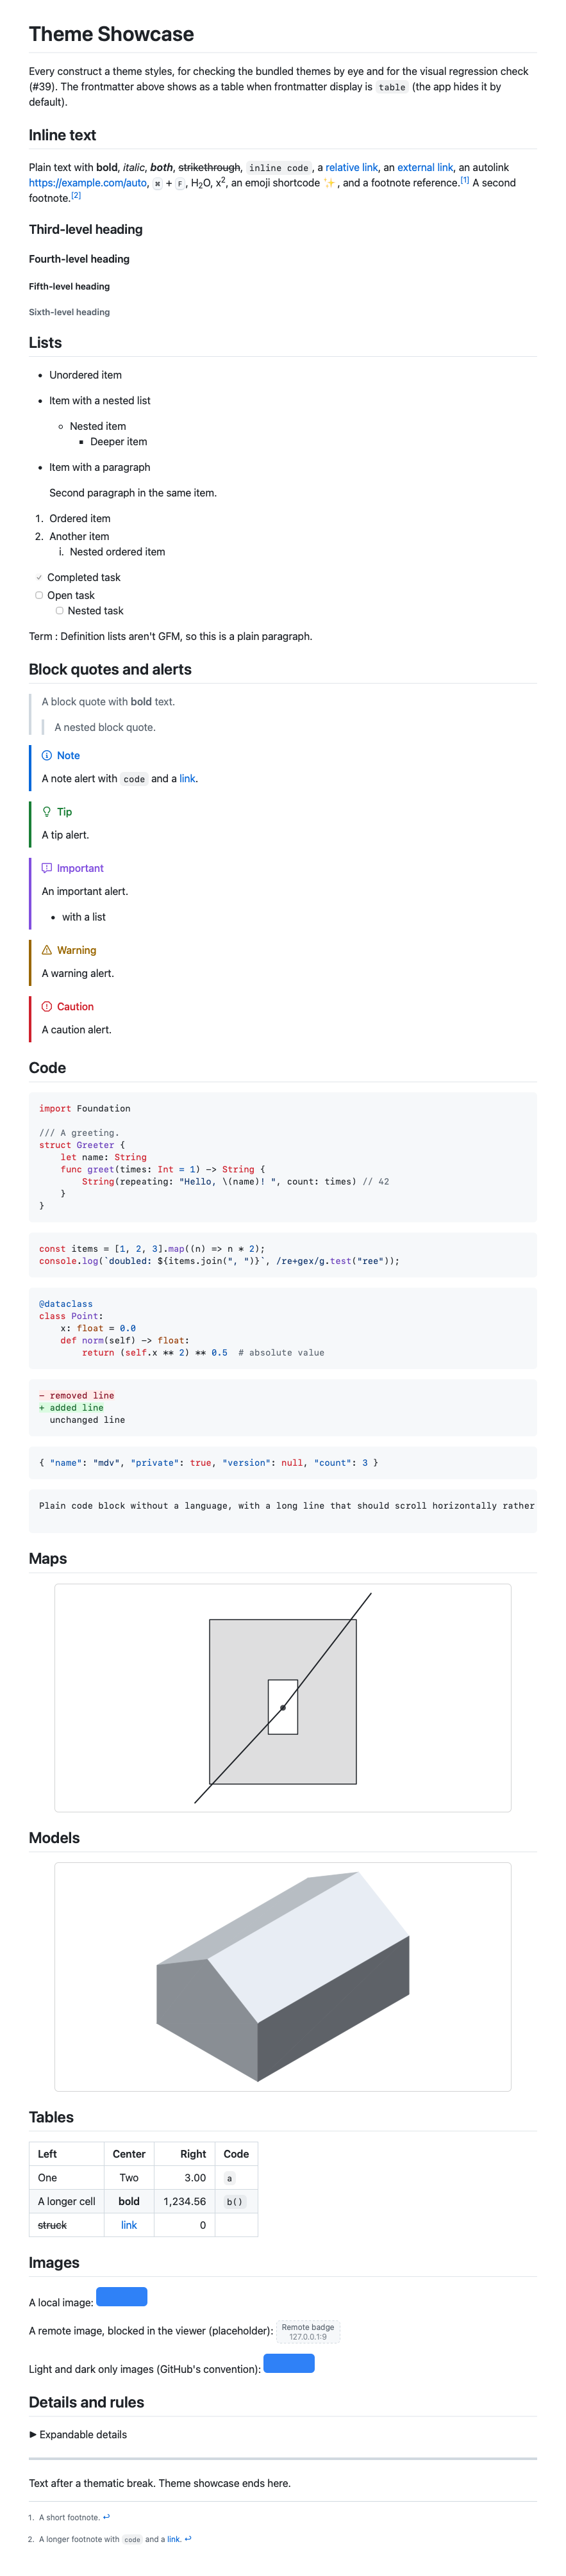 Theme Showcase
Every construct a theme styles, for checking the bundled themes by eye and for the visual regression check
(#39). The frontmatter above shows as a table when frontmatter display is table (the app hides it by
default).
Inline text
Plain text with bold, italic, both, strikethrough, inline code, a relative link, an external link, an autolink
https://example.com/auto, ⌘ + F, H2O, x2, an emoji shortcode ✨, and a footnote reference.[1] A second
footnote.[2]
Third-level heading
Fourth-level heading
Fifth-level heading
Sixth-level heading
Lists
• Unordered item
• Item with a nested list
◦ Nested item
▪ Deeper item
• Item with a paragraph
Second paragraph in the same item.
1. Ordered item
2. Another item
i. Nested ordered item
Completed task
Open task
Nested task
Term : Definition lists aren't GFM, so this is a plain paragraph.
Block quotes and alerts
A block quote with bold text.
A nested block quote.
Note
A note alert with code and a link.
Tip
A tip alert.
Important
An important alert.
• with a list
Warning
A warning alert.
Caution
A caution alert.
Code
import Foundation
/// A greeting.
struct Greeter {
    let name: String
    func greet(times: Int = 1) -> String {
        String(repeating: "Hello, \(name)! ", count: times) // 42
    }
}
const items = [1, 2, 3].map((n) => n * 2);
console.log(`doubled: ${items.join(", ")}`, /re+gex/g.test("ree"));
@dataclass
class Point:
    x: float = 0.0
    def norm(self) -> float:
        return (self.x ** 2) ** 0.5  # absolute value
- removed line
+ added line
  unchanged line
{ "name": "mdv", "private": true, "version": null, "count": 3 }
Plain code block without a language, with a long line that should scroll horizontally rather
Maps
Models
Tables
Left Center Right Code
One Two 3.00 a
A longer cell bold 1,234.56 b()
struck link 0
Images
A local image:
A remote image, blocked in the viewer (placeholder): Remote badge
127.0.0.1:9
Light and dark only images (GitHub's convention):
Details and rules
▶ Expandable details
Text after a thematic break. Theme showcase ends here.
1. A short footnote. ↩
2. A longer footnote with code and a link. ↩